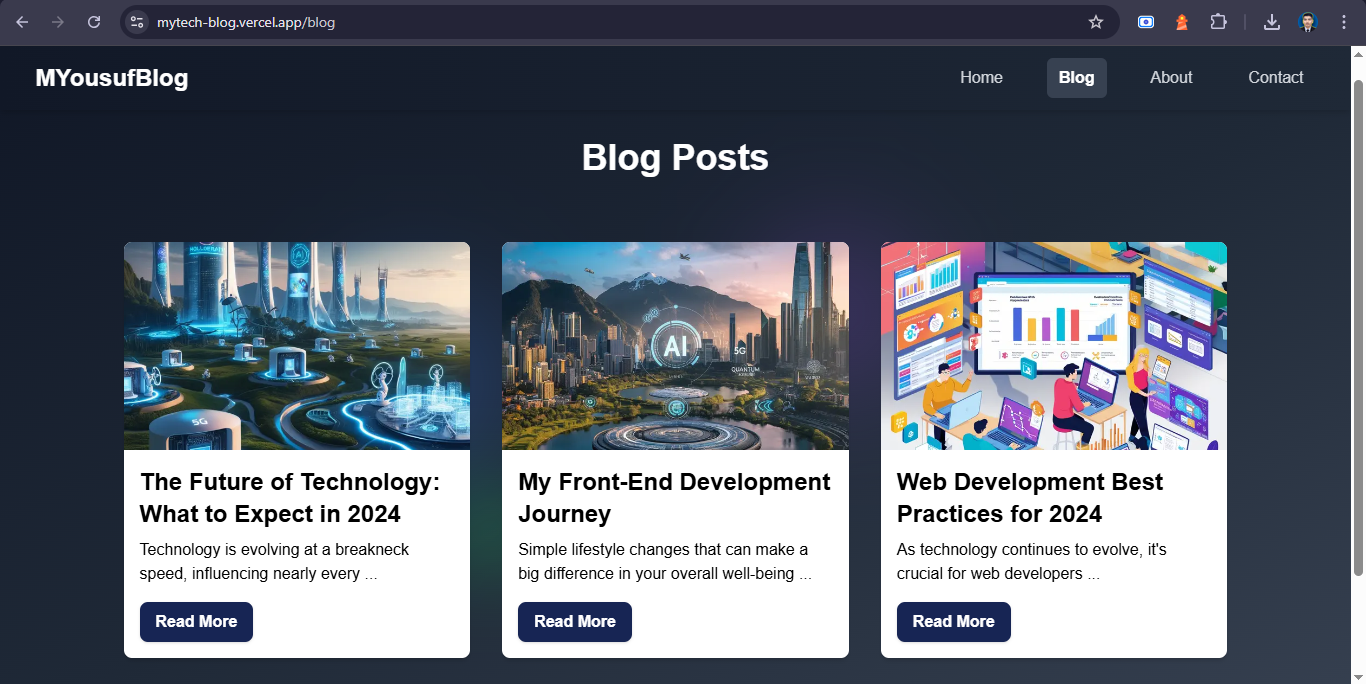 mytech-blog.vercel.app/blog
MYousufBlog
Home
Blog
About
Contact
Blog Posts
AI
5G
AI
5G
QUANTUM
The Future of Technology:
What to Expect in 2024
Technology is evolving at a breakneck
speed, influencing nearly every ...
Read More
My Front-End Development
Journey
Simple lifestyle changes that can make a
big difference in your overall well-being ...
Read More
Web Development Best
Practices for 2024
As technology continues to evolve, it's
crucial for web developers ...
Read More